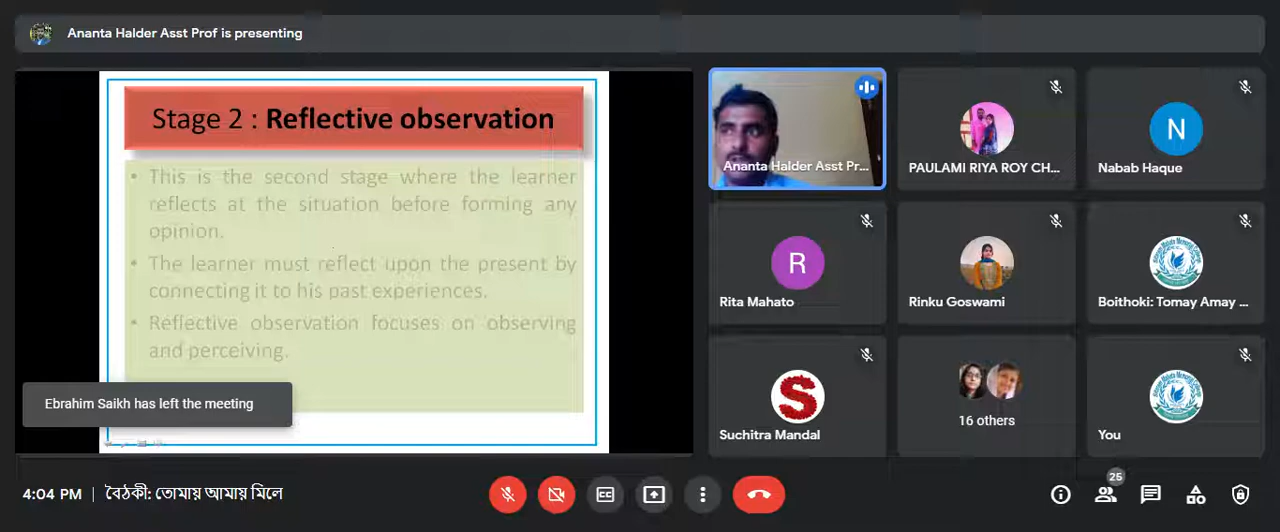 Ananta Halder Asst Prof is presenting
Stage 2 : Reflective observation
• This is the second stage where the learner
reflects at the situation before forming any
opinion.
• The learner must reflect upon the present by
connecting it to his past experiences.
• Reflective observation focuses on observing
and perceiving.
Ebrahim Saikh has left the meeting
Ananta Halder Asst Pr...
PAULAMI RIYA ROY CH...
N
Nabab Haque
R
Rita Mahato
Rinku Goswami
Boithoki: Tomay Amay ...
S
Suchitra Mandal
16 others
You
4:04 PM | বৈঠকী: তোমায় আমায় মিলে
CC
25